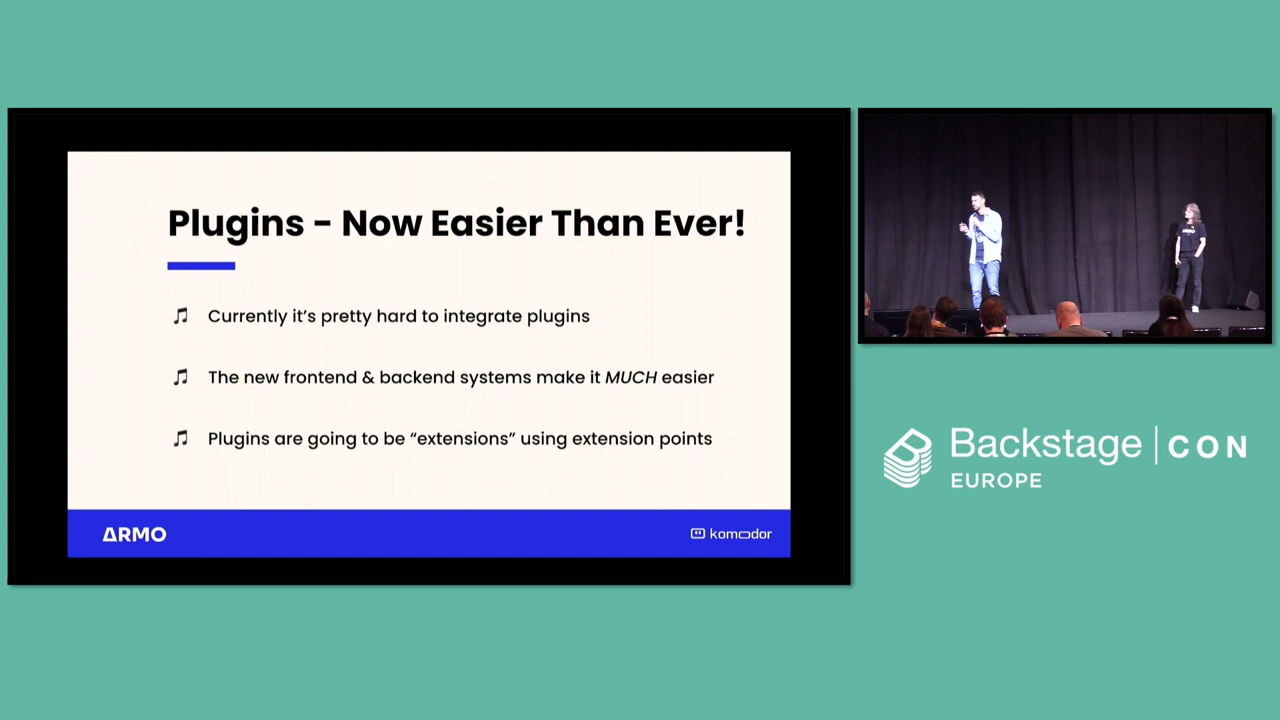 Plugins - Now Easier Than Ever!
Currently it’s pretty hard to integrate plugins
The new frontend & backend systems make it MUCH easier
Plugins are going to be “extensions” using extension points
ARMO
komodor
Backstage | CON
EUROPE